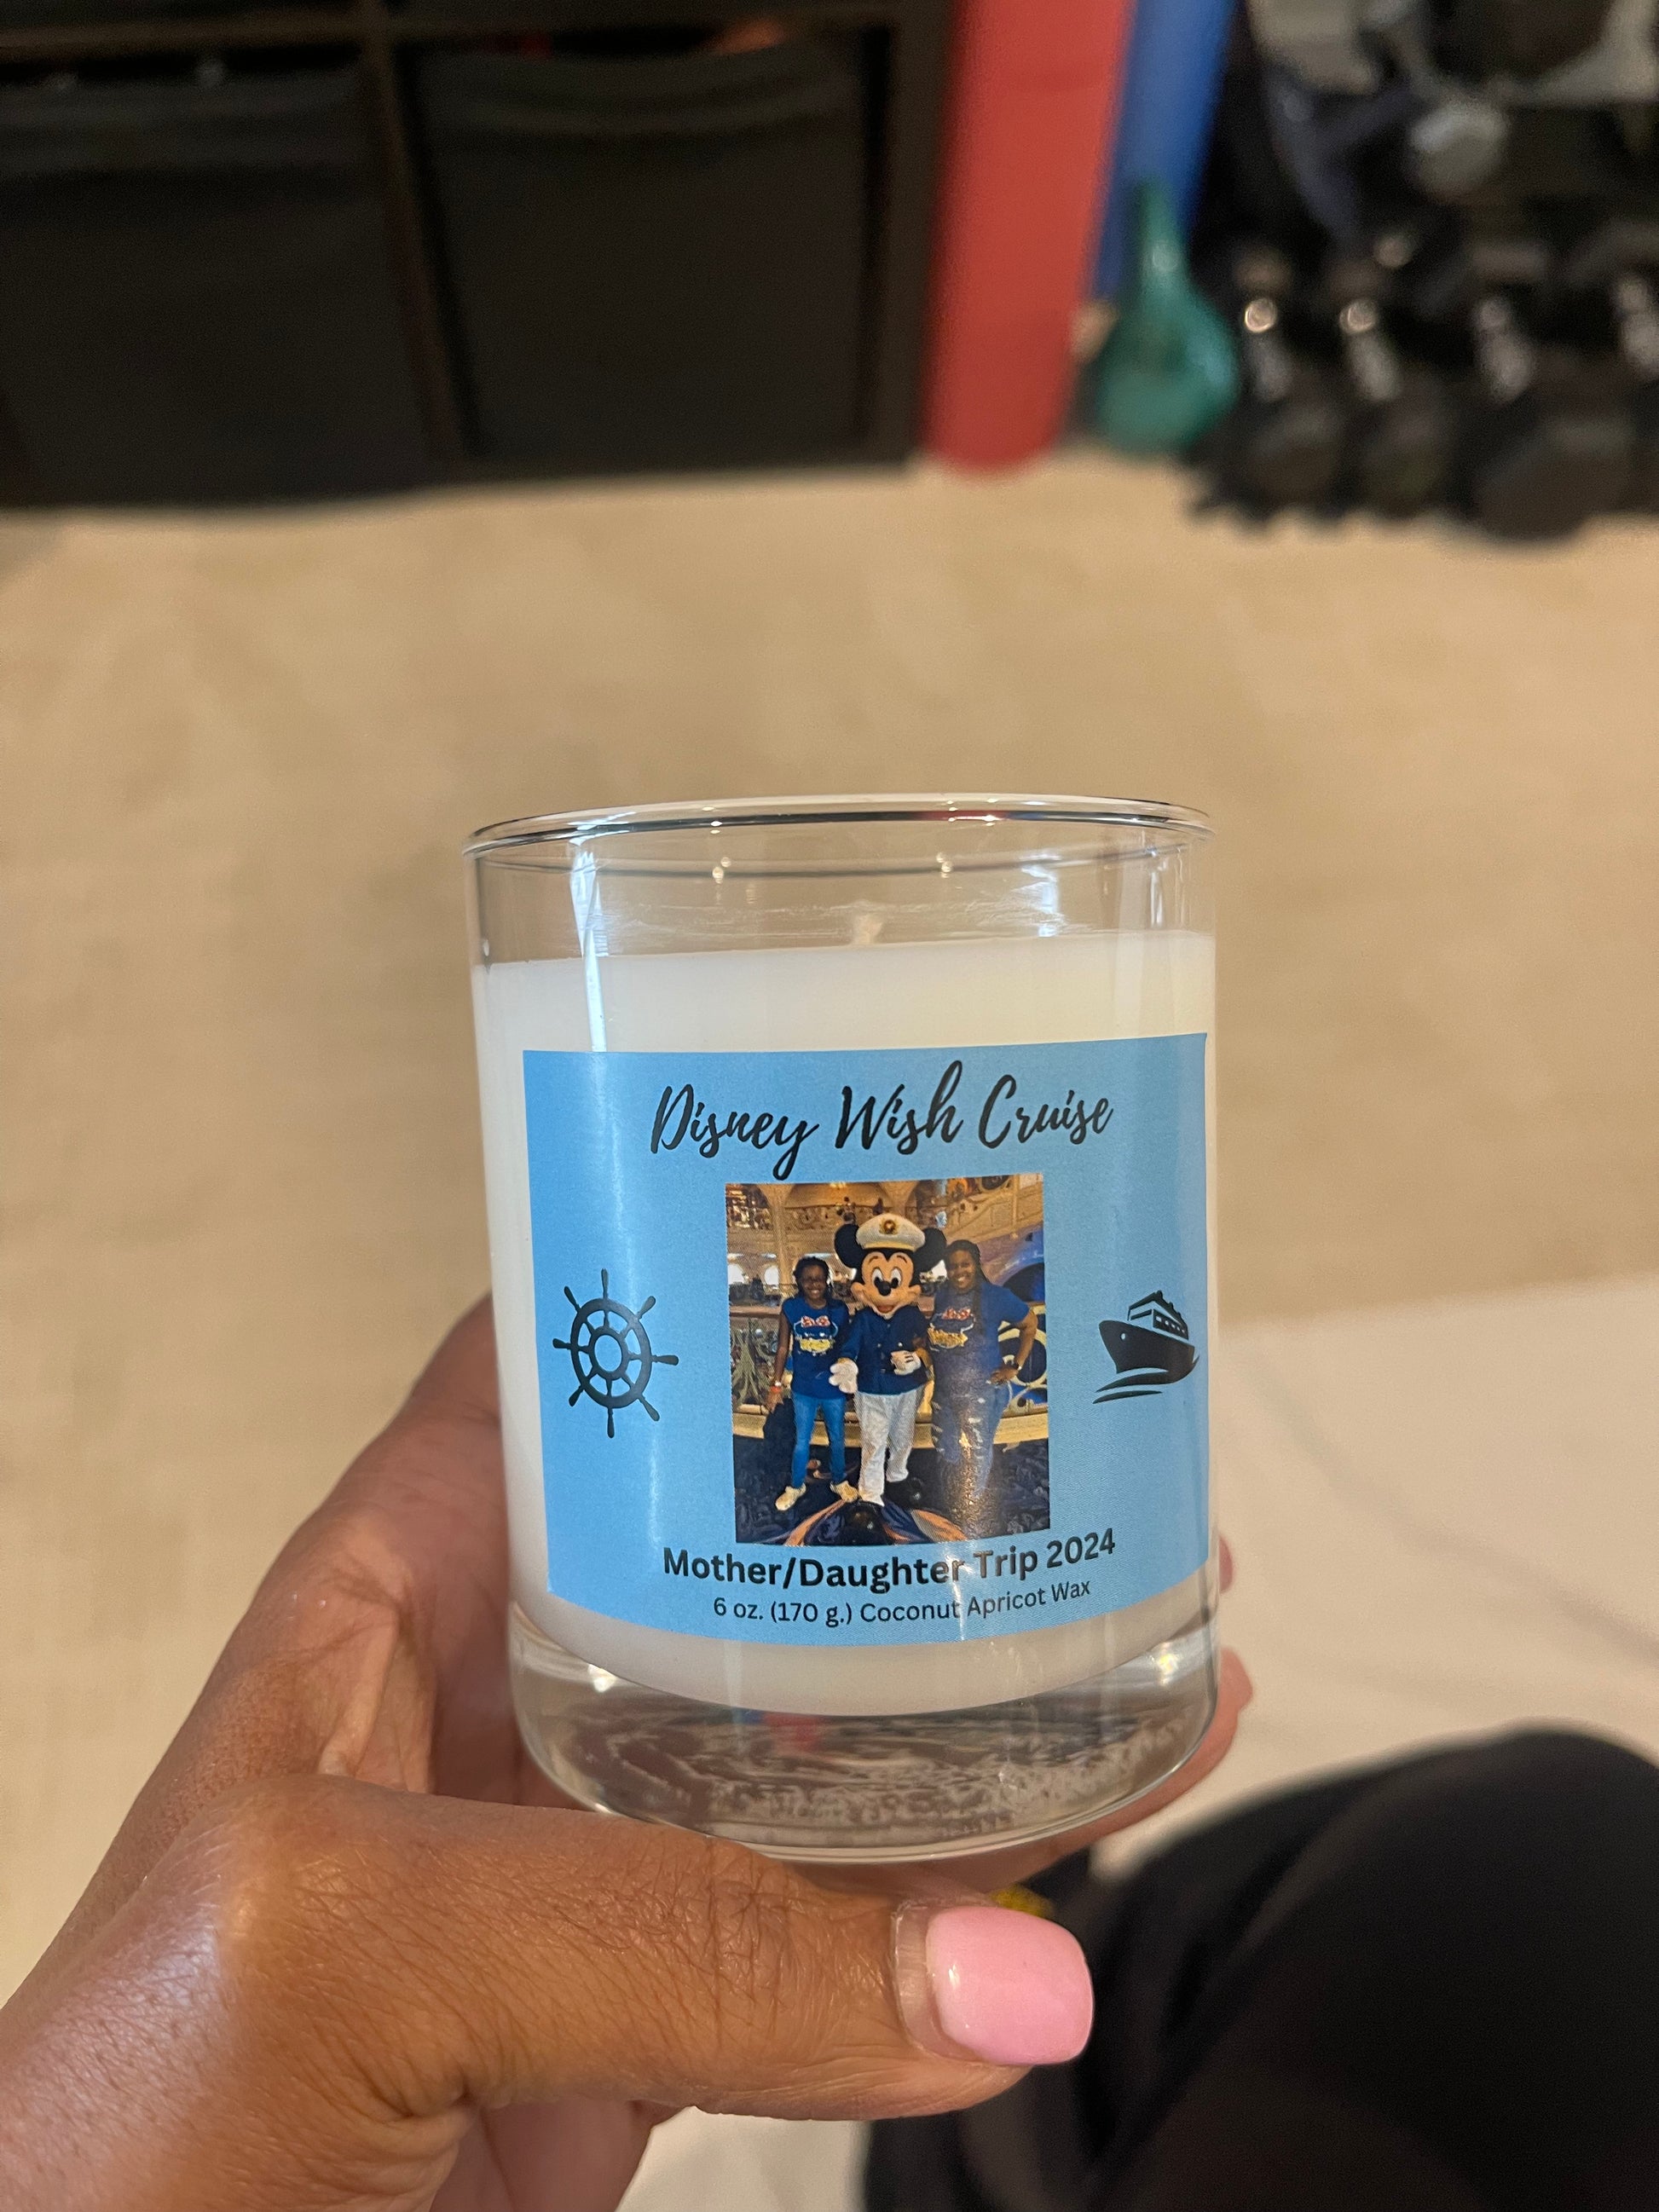 Disney Wish Cruise
Mother/Daughter Trip 2024
6 oz. (170 g.) Coconut Apricot Wax